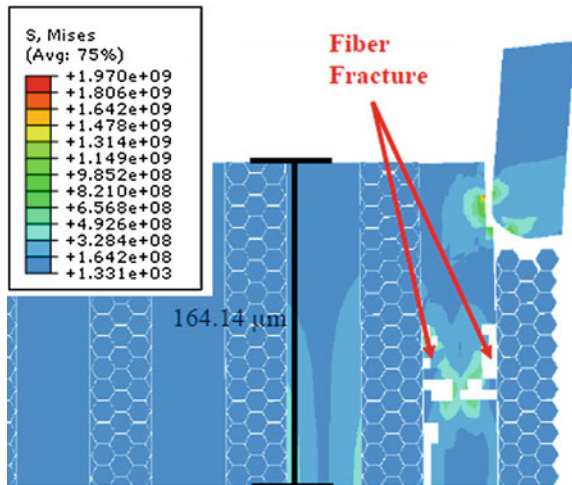 S, Mises
(Avg: 75%)
+1.970e+09
+1.806e+09
+1.642e+09
+1.478e+09
+1.314e+09
+1.149e+09
+9.852e+08
+8.210e+08
+6.568e+08
+4.926e+08
+3.284e+08
+1.642e+08
+1.331e+03
Fiber
Fracture
164.14 μm